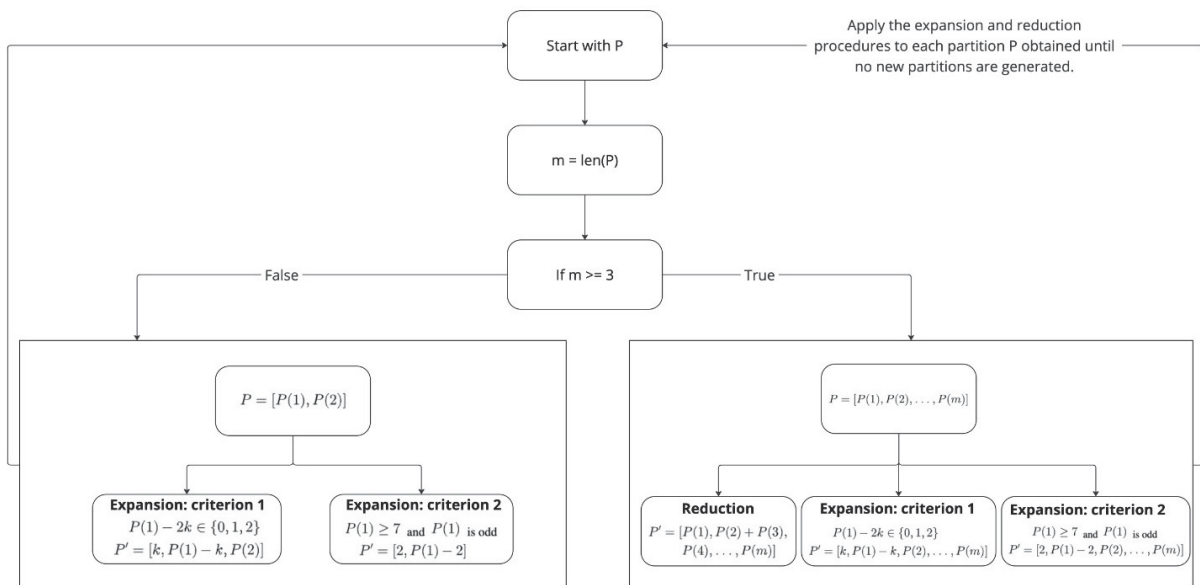 Start with P
Apply the expansion and reduction
procedures to each partition P obtained until
no new partitions are generated.
m = len(P)
If m >= 3
False
True
P = [P(1), P(2)]
P = [P(1), P(2), . . . , P(m)]
Expansion: criterion 1
P(1) − 2k ∈ {0, 1, 2}
P′ = [k, P(1) − k, P(2)]
Expansion: criterion 2
P(1) ≥ 7 and P(1) is odd
P′ = [2, P(1) − 2]
Reduction
P′ = [P(1), P(2) + P(3),
P(4), . . . , P(m)]
Expansion: criterion 1
P(1) − 2k ∈ {0, 1, 2}
P′ = [k, P(1) − k, P(2), . . . , P(m)]
Expansion: criterion 2
P(1) ≥ 7 and P(1) is odd
P′ = [2, P(1) − 2, P(2), . . . , P(m)]